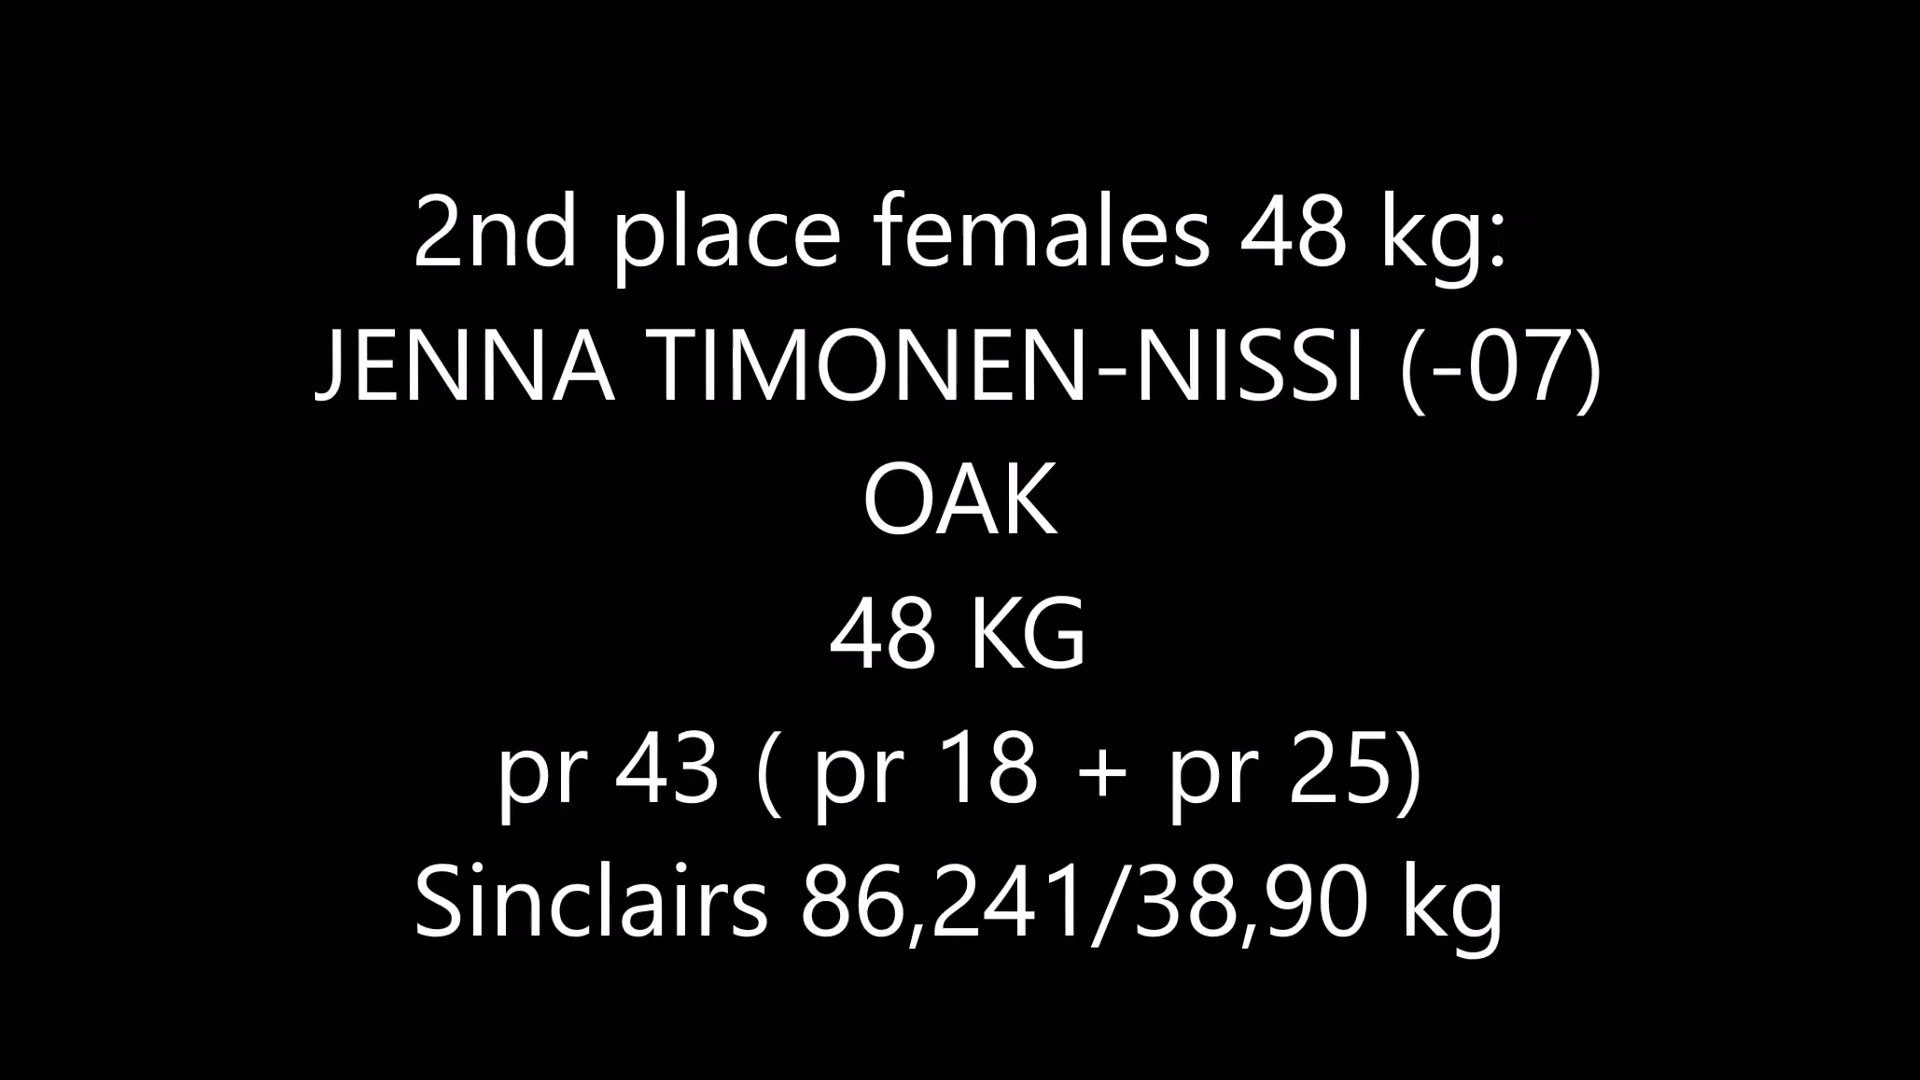 2nd place females 48 kg:
JENNA TIMONEN-NISSI (-07)
OAK
48 KG
pr 43 ( pr 18 + pr 25)
Sinclairs 86,241/38,90 kg